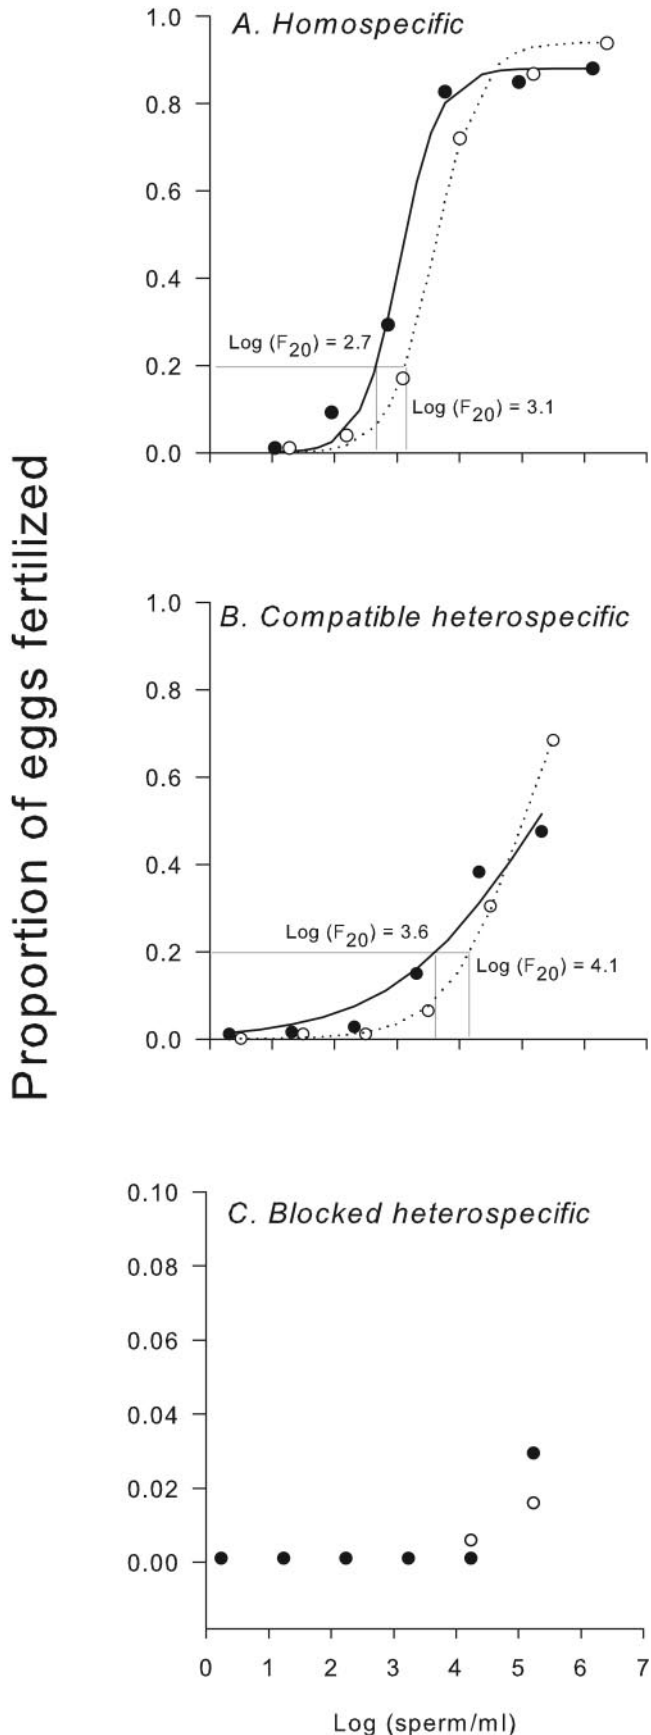 Proportion of eggs fertilized
A. Homospecific
1.0
0.8
0.6
0.4
0.2
0.0
Log (F20) = 2.7
Log (F20) = 3.1
B. Compatible heterospecific
1.0
0.8
0.6
0.4
0.2
0.0
Log (F20) = 3.6
Log (F20) = 4.1
C. Blocked heterospecific
0.10
0.08
0.06
0.04
0.02
0.00
0 1 2 3 4 5 6 7
Log (sperm/ml)